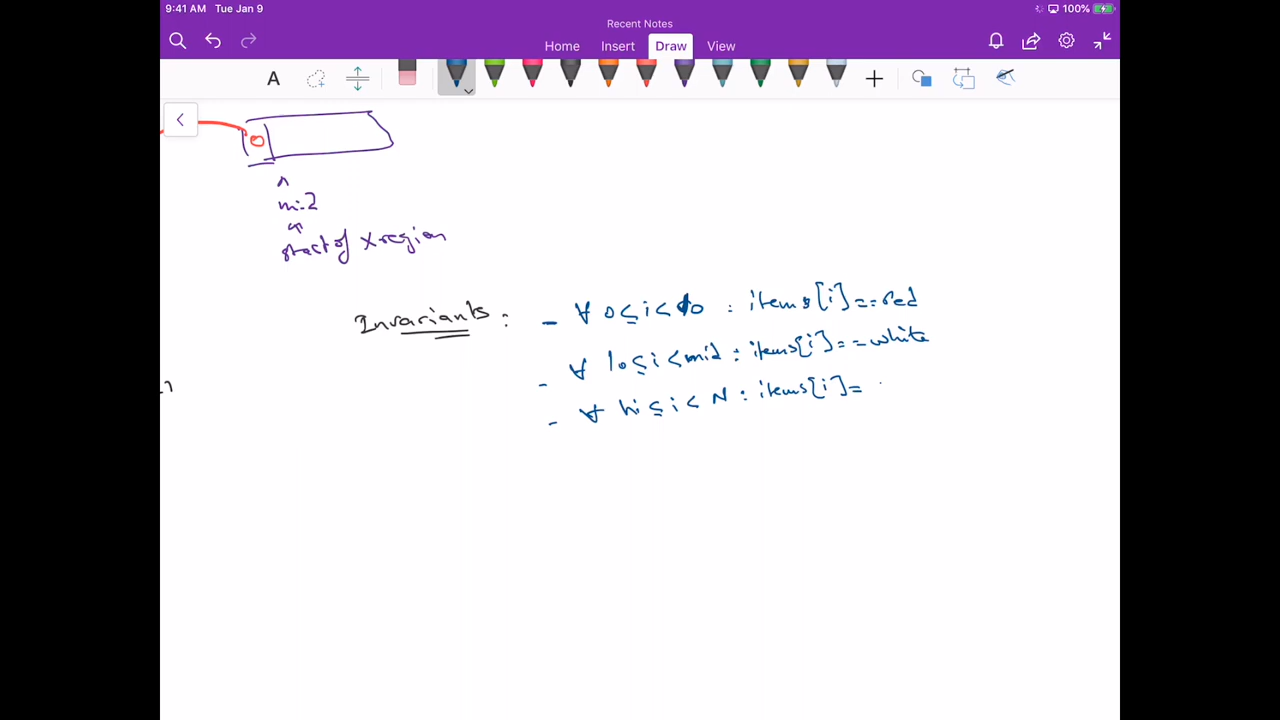 9:41 AM Tue Jan 9
100%
Recent Notes
Home Insert Draw View
A
mid
start of X region
Invariants : - ∀ 0 ≤ i < lo : items[i] == red
- ∀ lo ≤ i < mid : items[i] == white
- ∀ hi ≤ i < N : items[i] =